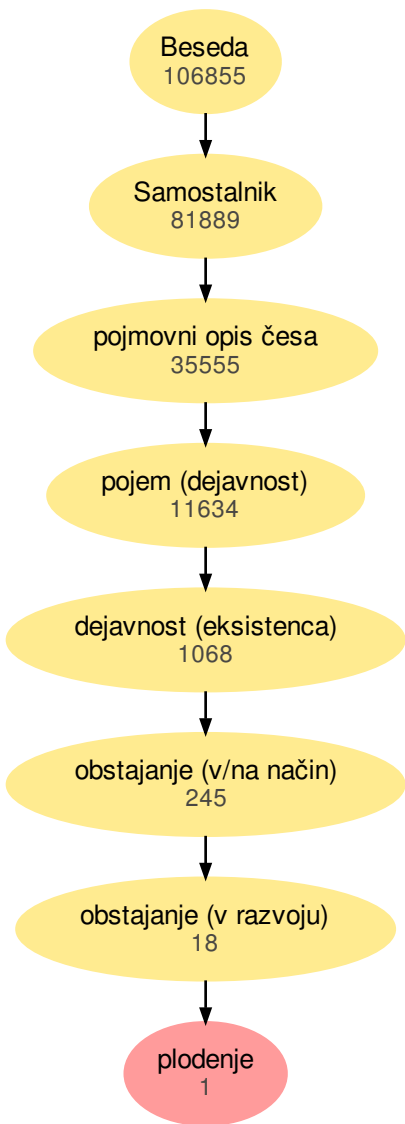 Beseda
106855
Samostalnik
81889
pojmovni opis česa
35555
pojem (dejavnost)
11634
dejavnost (eksistenca)
1068
obstajanje (v/na način)
245
obstajanje (v razvoju)
18
plodenje
1